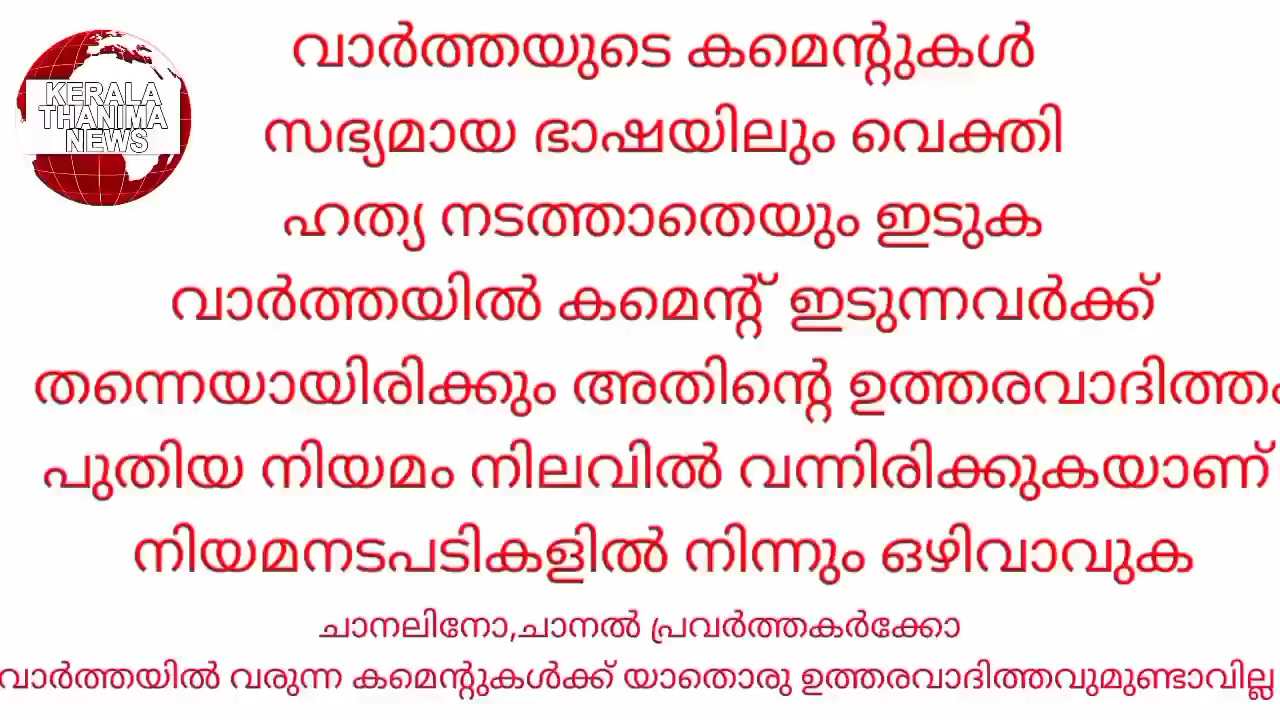 KERALA
THANIMA
NEWS
വാർത്തയുടെ കമെന്റുകൾ
സഭ്യമായ ഭാഷയിലും വെക്തി
ഹത്യ നടത്താതെയും ഇടുക
വാർത്തയിൽ കമെന്റ് ഇടുന്നവർക്ക്
തന്നെയായിരിക്കും അതിന്റെ ഉത്തരവാദിത്തം
പുതിയ നിയമം നിലവിൽ വന്നിരിക്കുകയാണ്
നിയമനടപടികളിൽ നിന്നും ഒഴിവാവുക
ചാനലിനോ,ചാനൽ പ്രവർത്തകർക്കോ
വാർത്തയിൽ വരുന്ന കമെന്റുകൾക്ക് യാതൊരു ഉത്തരവാദിത്തവുമുണ്ടാവില്ല